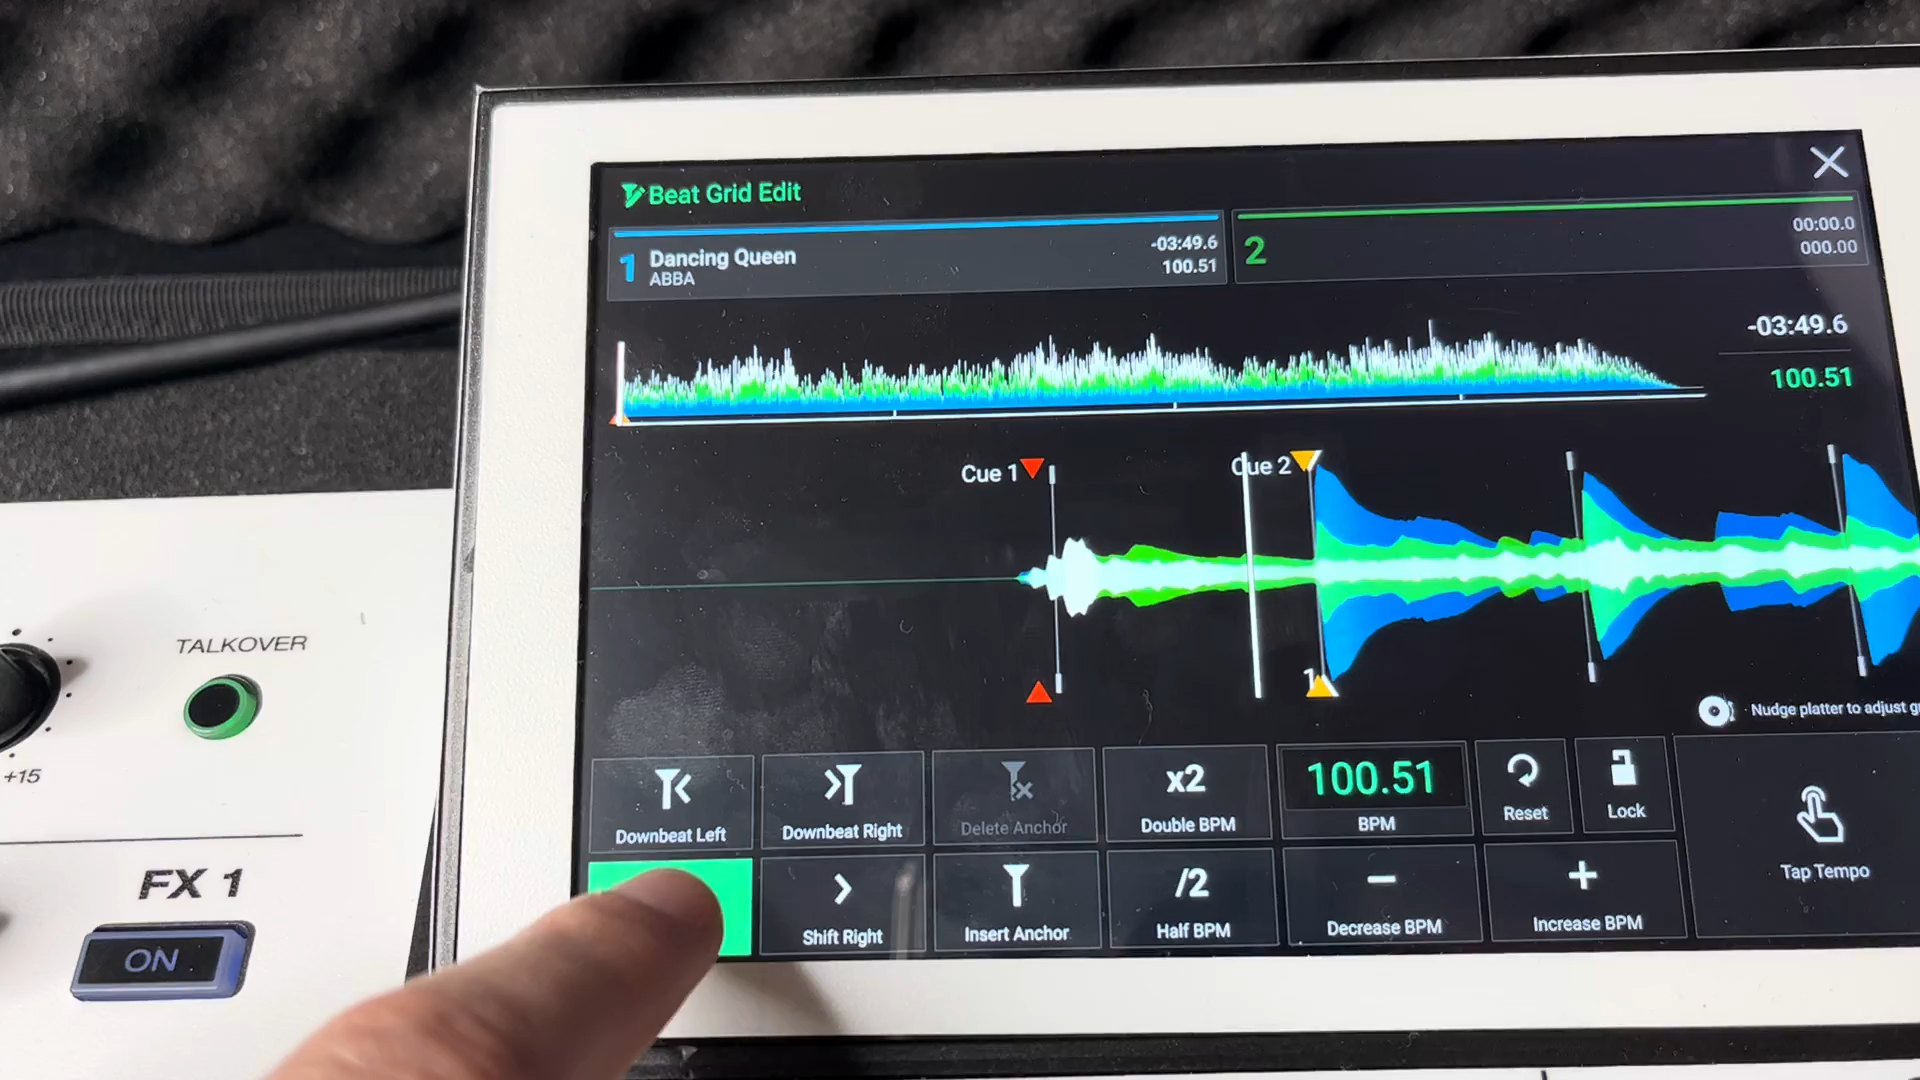 Beat Grid Edit
1
Dancing Queen
ABBA
-03:49.6
100.51
2
00:00.0
000.00
-03:49.6
100.51
Cue 1
Cue 2
1
Nudge platter to adjust
Downbeat Left
Downbeat Right
Delete Anchor
x2
Double BPM
100.51
BPM
Reset
Lock
Tap Tempo
Shift Right
Insert Anchor
/2
Half BPM
Decrease BPM
Increase BPM
TALKOVER
+15
FX 1
ON